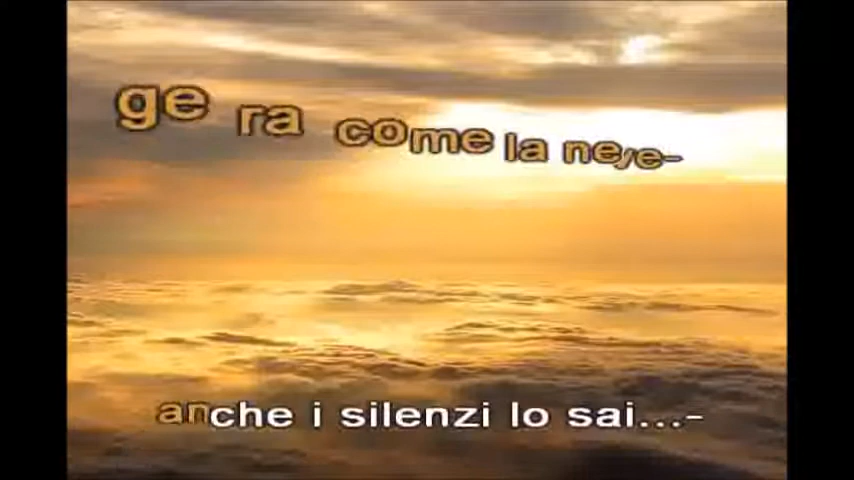 ge ra come la neve-
anche i silenzi lo sai...-